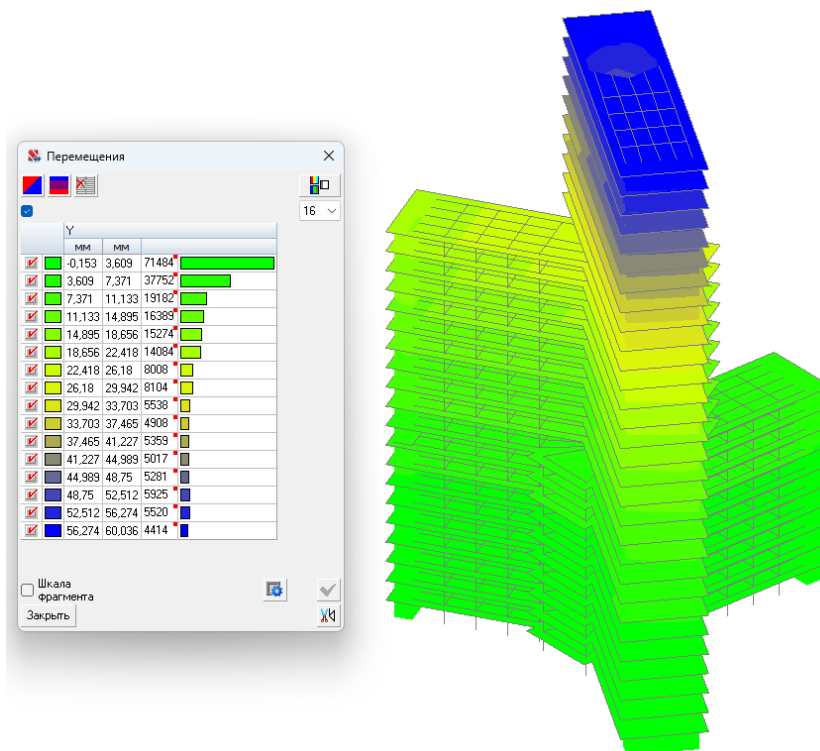 Перемещения
16
Y
мм мм
-0,153 3,609 71484
3,609 7,371 37752
7,371 11,133 19182
11,133 14,895 16389
14,895 18,656 15274
18,656 22,418 14084
22,418 26,18 8008
26,18 29,942 8104
29,942 33,703 5538
33,703 37,465 4908
37,465 41,227 5359
41,227 44,989 5017
44,989 48,75 5281
48,75 52,512 5925
52,512 56,274 5520
56,274 60,036 4414
Шкала
фрагмента
Закрыть